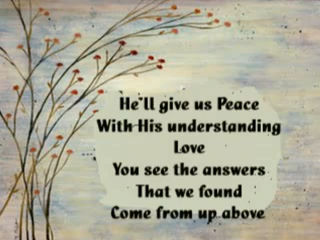 He'll give us Peace
With His understanding
Love
You see the answers
That we found
Come from up above